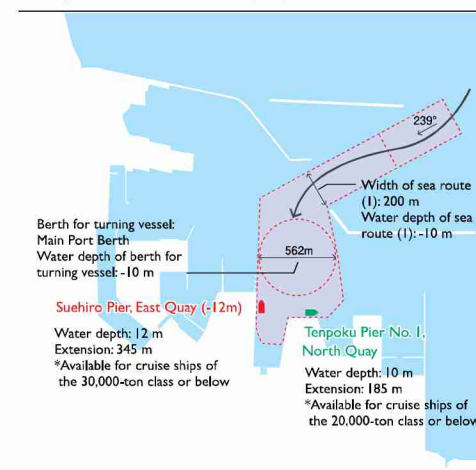 239°
Width of sea route
(1): 200 m
Water depth of sea
route (1): -10 m
Berth for turning vessel:
Main Port Berth
Water depth of berth for
turning vessel: -10 m
562m
Suehiro Pier, East Quay (-12m)
Water depth: 12 m
Extension: 345 m
*Available for cruise ships of
the 30,000-ton class or below
Tenpoku Pier No. 1,
North Quay
Water depth: 10 m
Extension: 185 m
*Available for cruise ships of
the 20,000-ton class or below